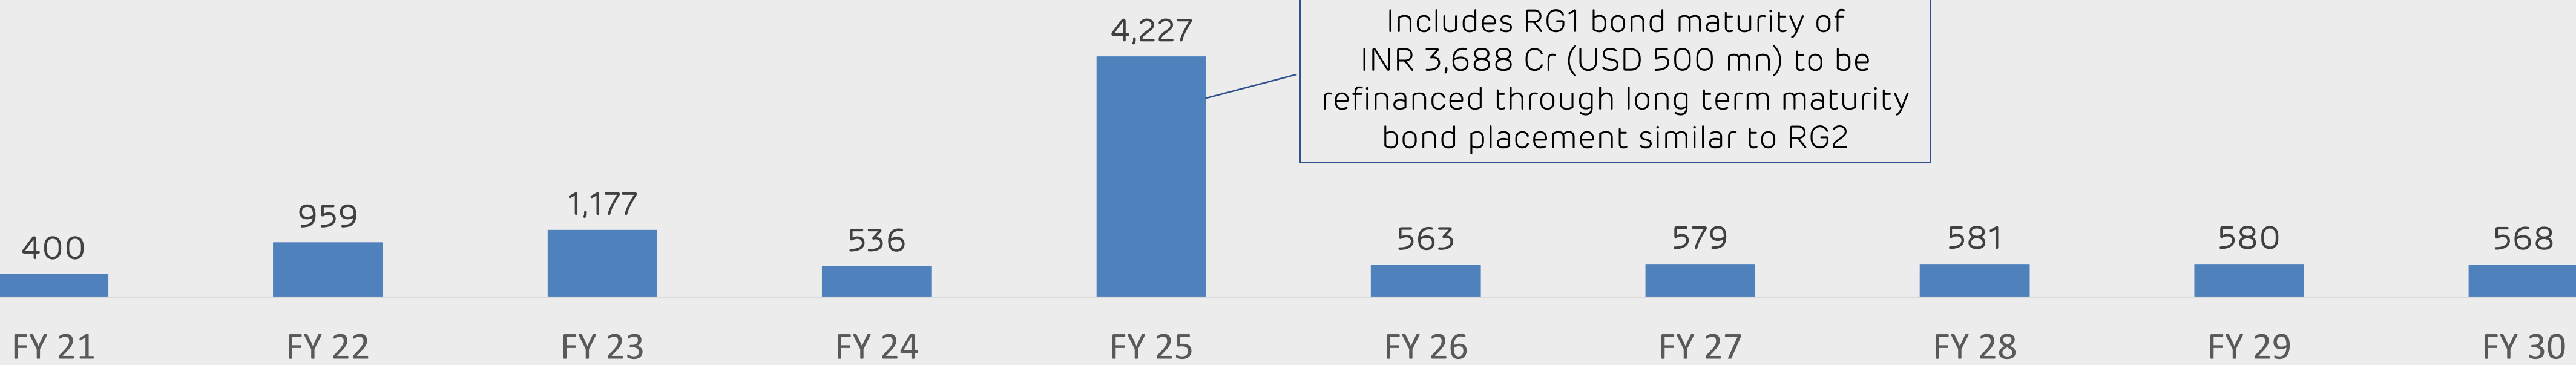 Includes RG1 bond maturity of
INR 3,688 Cr (USD 500 mn) to be
refinanced through long term maturity
bond placement similar to RG2
400
959
1,177
536
4,227
563
579
581
580
568
FY 21
FY 22
FY 23
FY 24
FY 25
FY 26
FY 27
FY 28
FY 29
FY 30